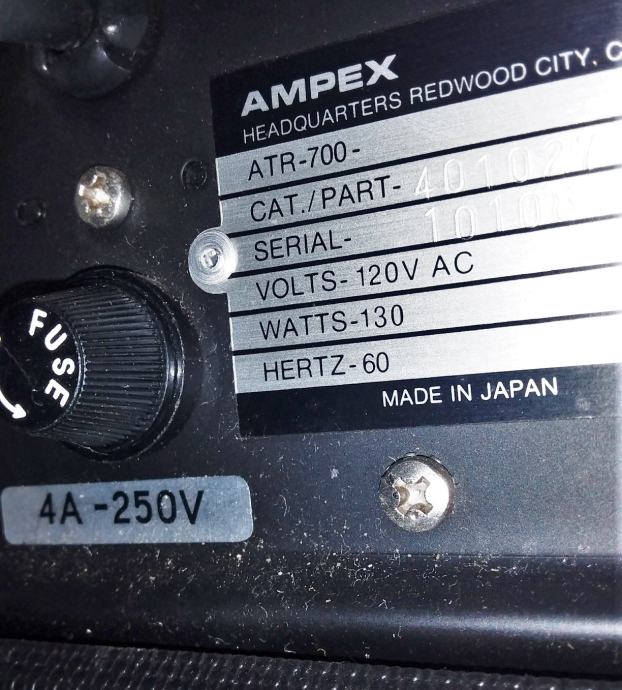 AMPEX
HEADQUARTERS REDWOOD CITY, C
ATR-700-
CAT./PART- 401027
SERIAL-
VOLTS- 120V AC
WATTS-130
HERTZ-60
MADE IN JAPAN
FUSE
4A -250V